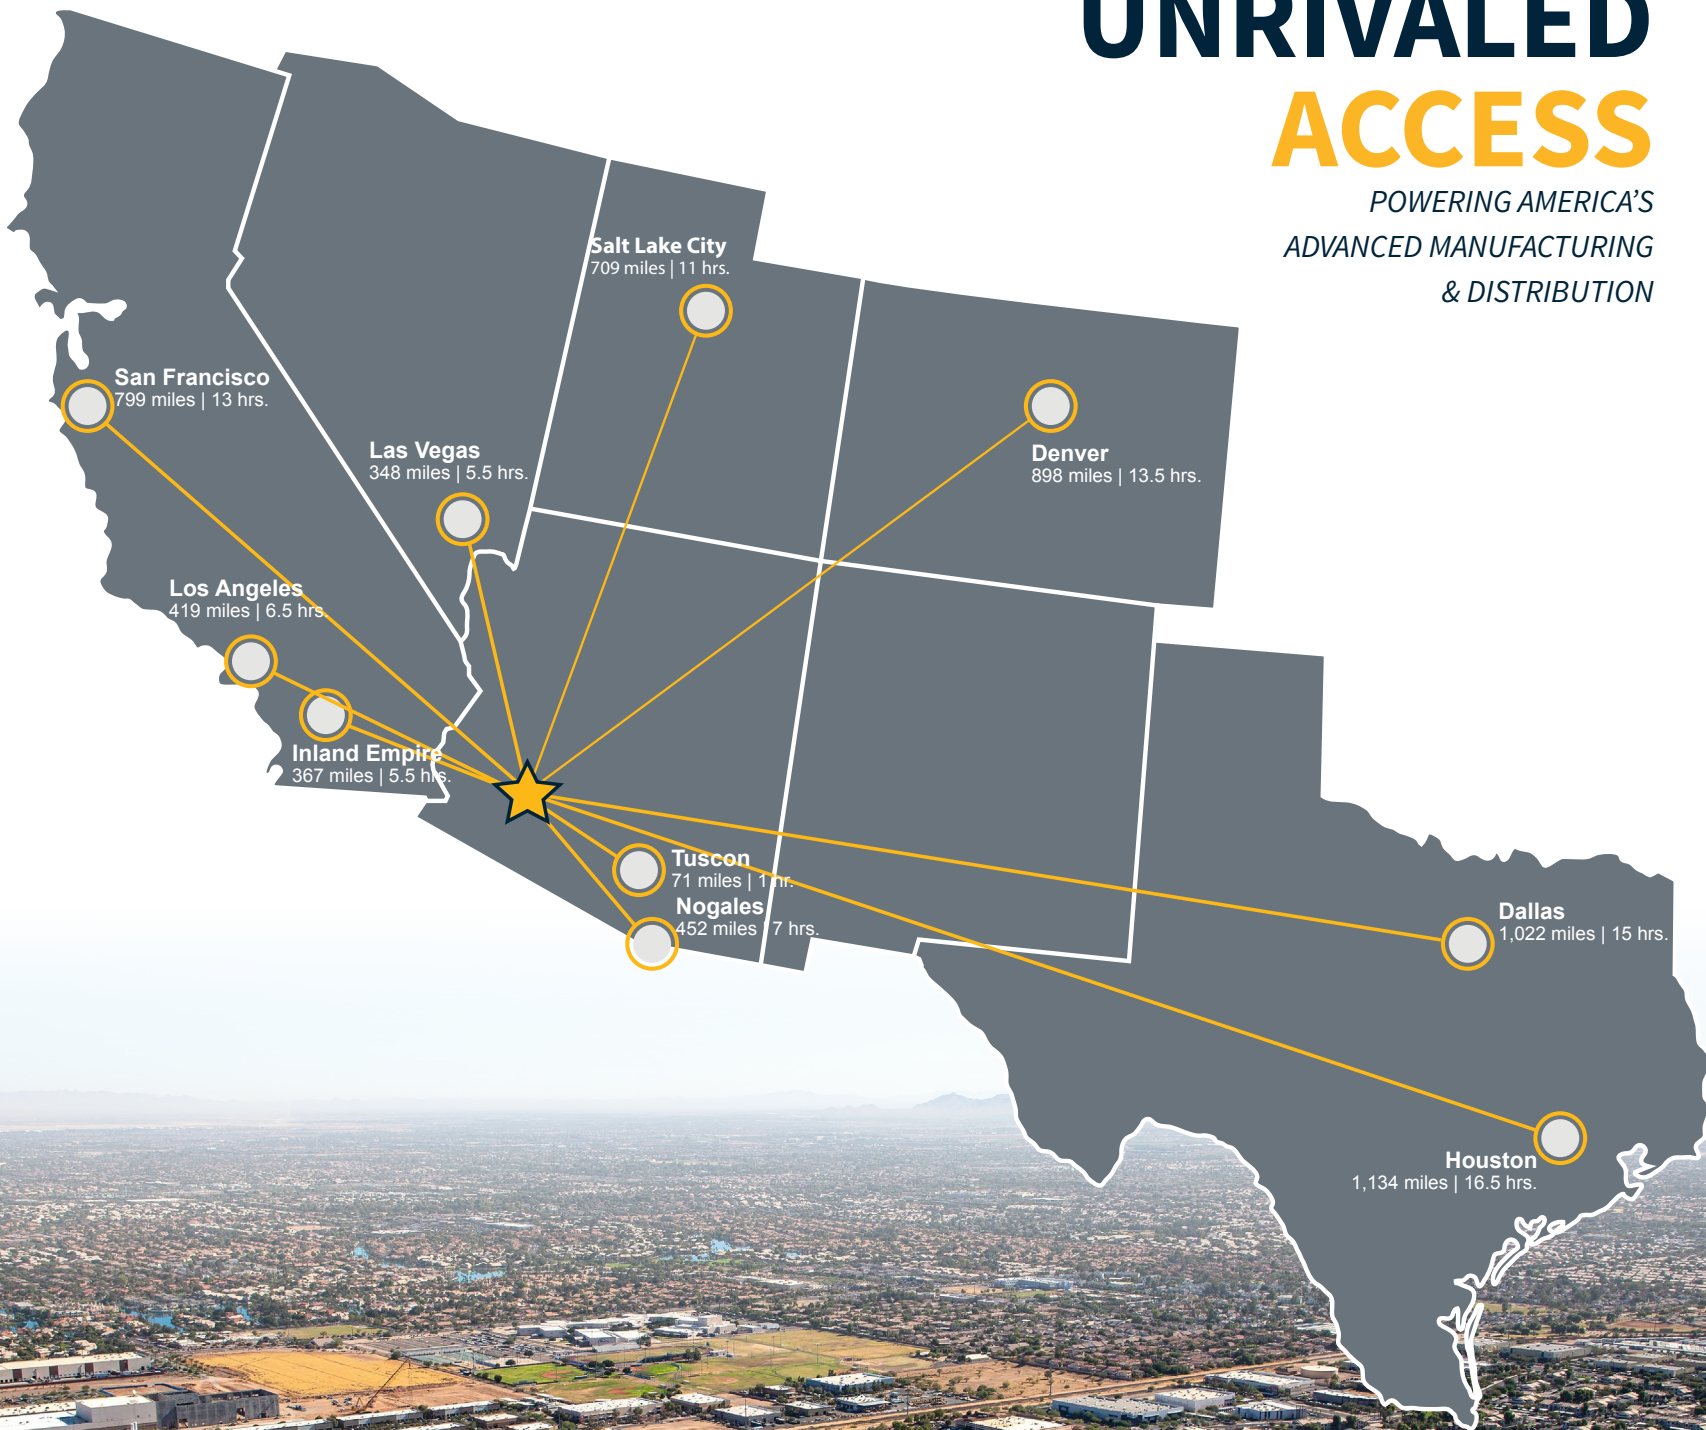 UNRIVALED
ACCESS
POWERING AMERICA'S
ADVANCED MANUFACTURING
& DISTRIBUTION
Salt Lake City
709 miles | 11 hrs.
San Francisco
799 miles | 13 hrs.
Las Vegas
348 miles | 5.5 hrs.
Denver
898 miles | 13.5 hrs.
Los Angeles
419 miles | 6.5 hrs.
Inland Empire
367 miles | 5.5 hrs.
Tuscon
71 miles | 1 hr.
Nogales
452 miles | 7 hrs.
Dallas
1,022 miles | 15 hrs.
Houston
1,134 miles | 16.5 hrs.